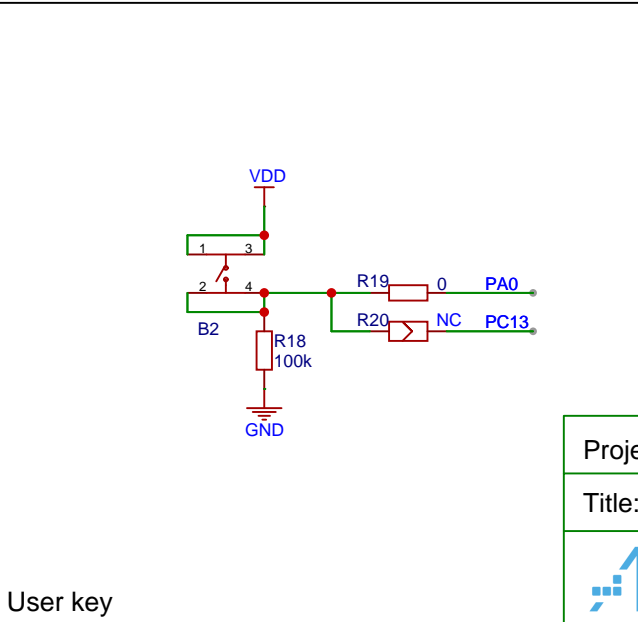 VDD
1 3
2 4
B2
R18
100k
GND
R19 0 PA0
R20 NC PC13
Proje
Title:
User key